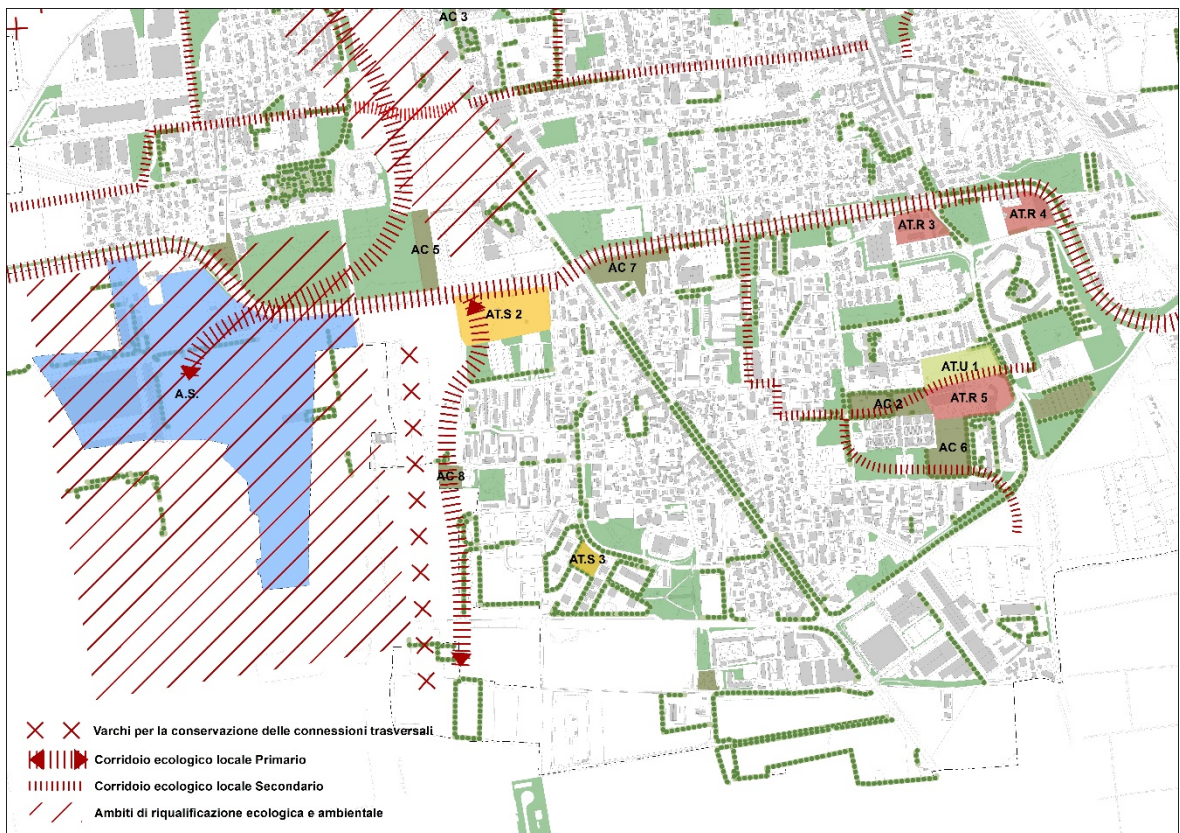 AC 3
AT.R 3
AT.R 4
AC 5
AC 7
AT.S 2
AT.U 1
A.S.
AC 2
AT.R 5
AC 6
AC 8
AT.S 3
Varchi per la conservazione delle connessioni trasversali
Corridoio ecologico locale Primario
Corridoio ecologico locale Secondario
Ambiti di riqualificazione ecologica e ambientale